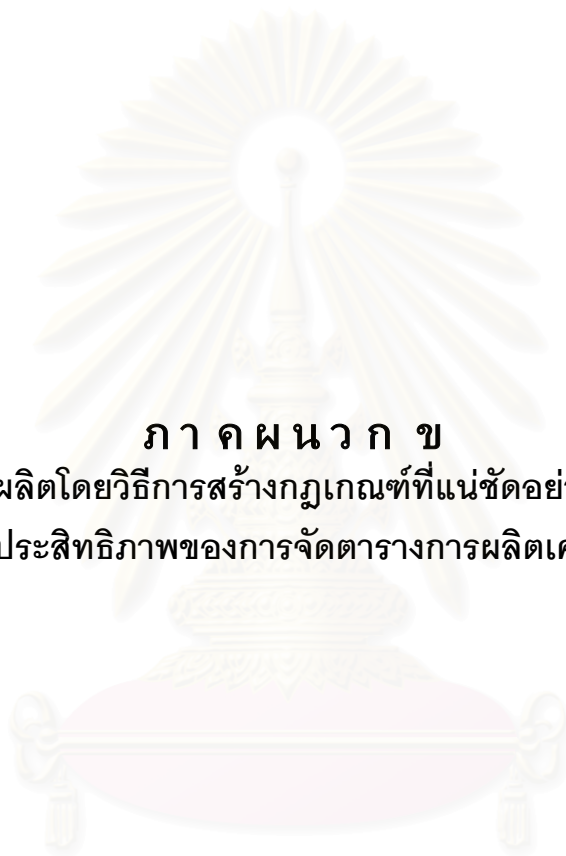 ภ า ค ผ น ว ก ข
ผลิตโดยวิธีการสร้างกฎเกณฑ์ที่แน่ชัดอย่
ประสิทธิภาพของการจัดตารางการผลิตเค